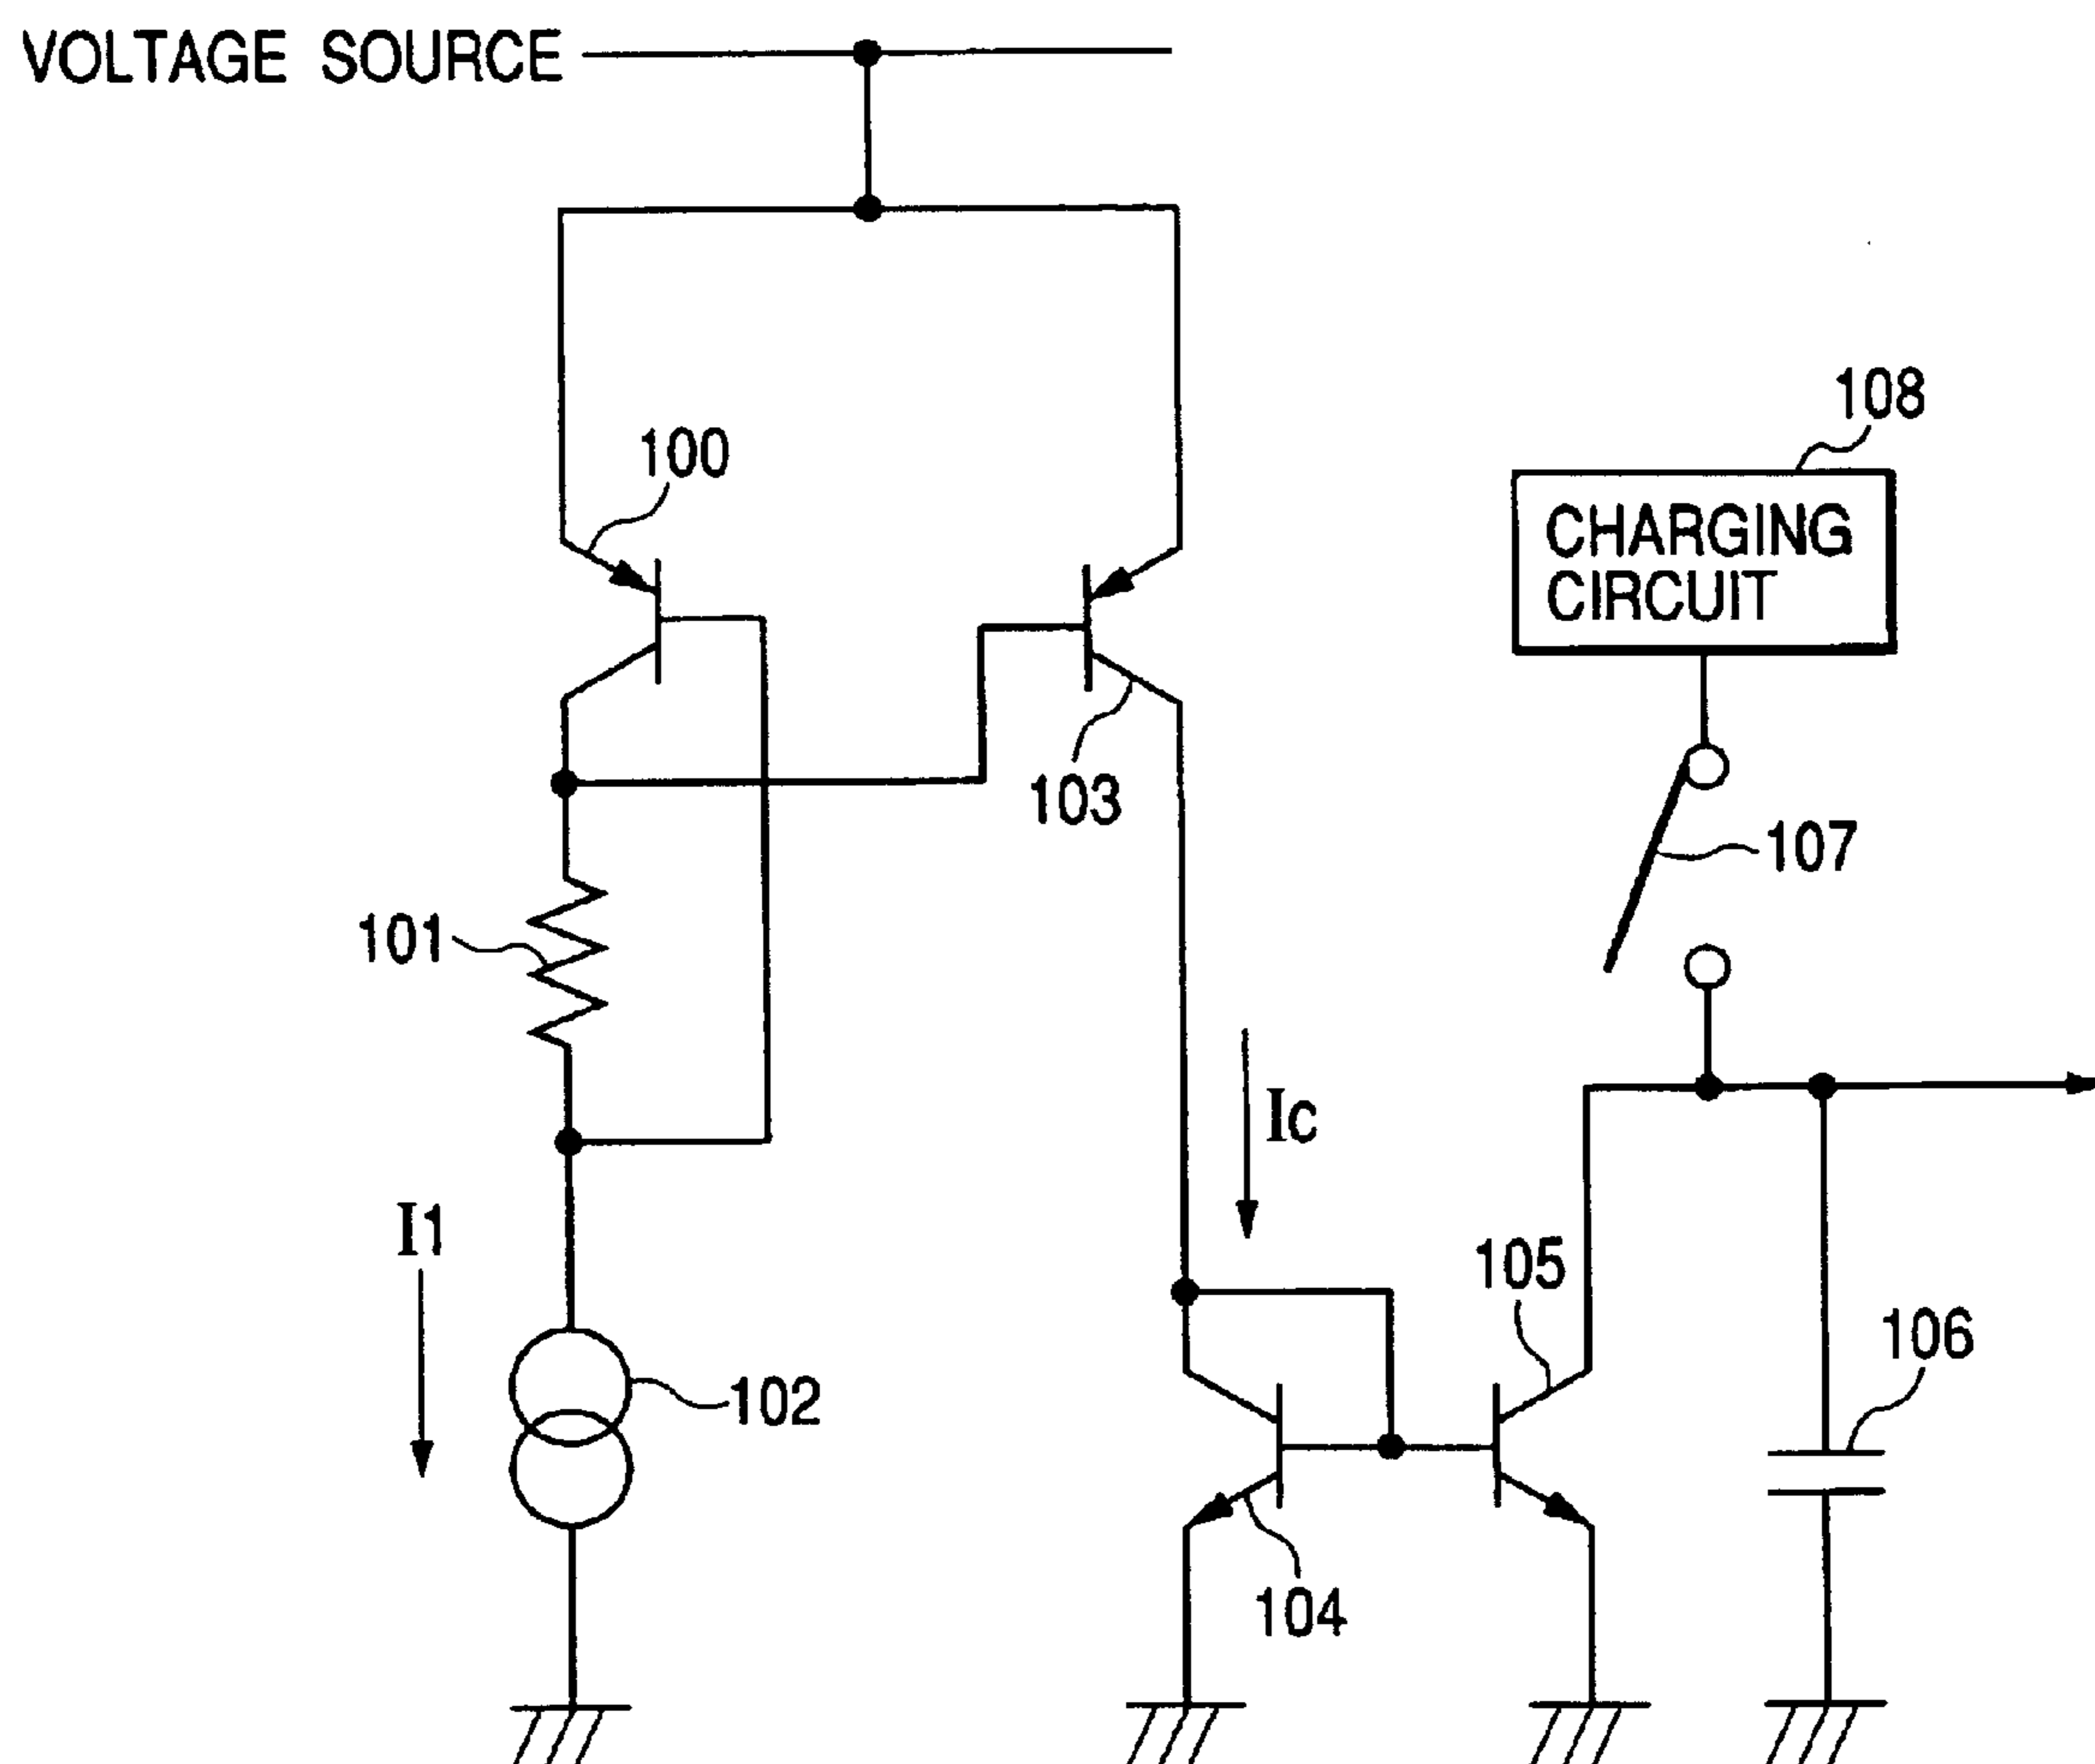 VOLTAGE SOURCE
108
100
CHARGING
CIRCUIT
103
107
101
Ic
I1
105
106
102
104